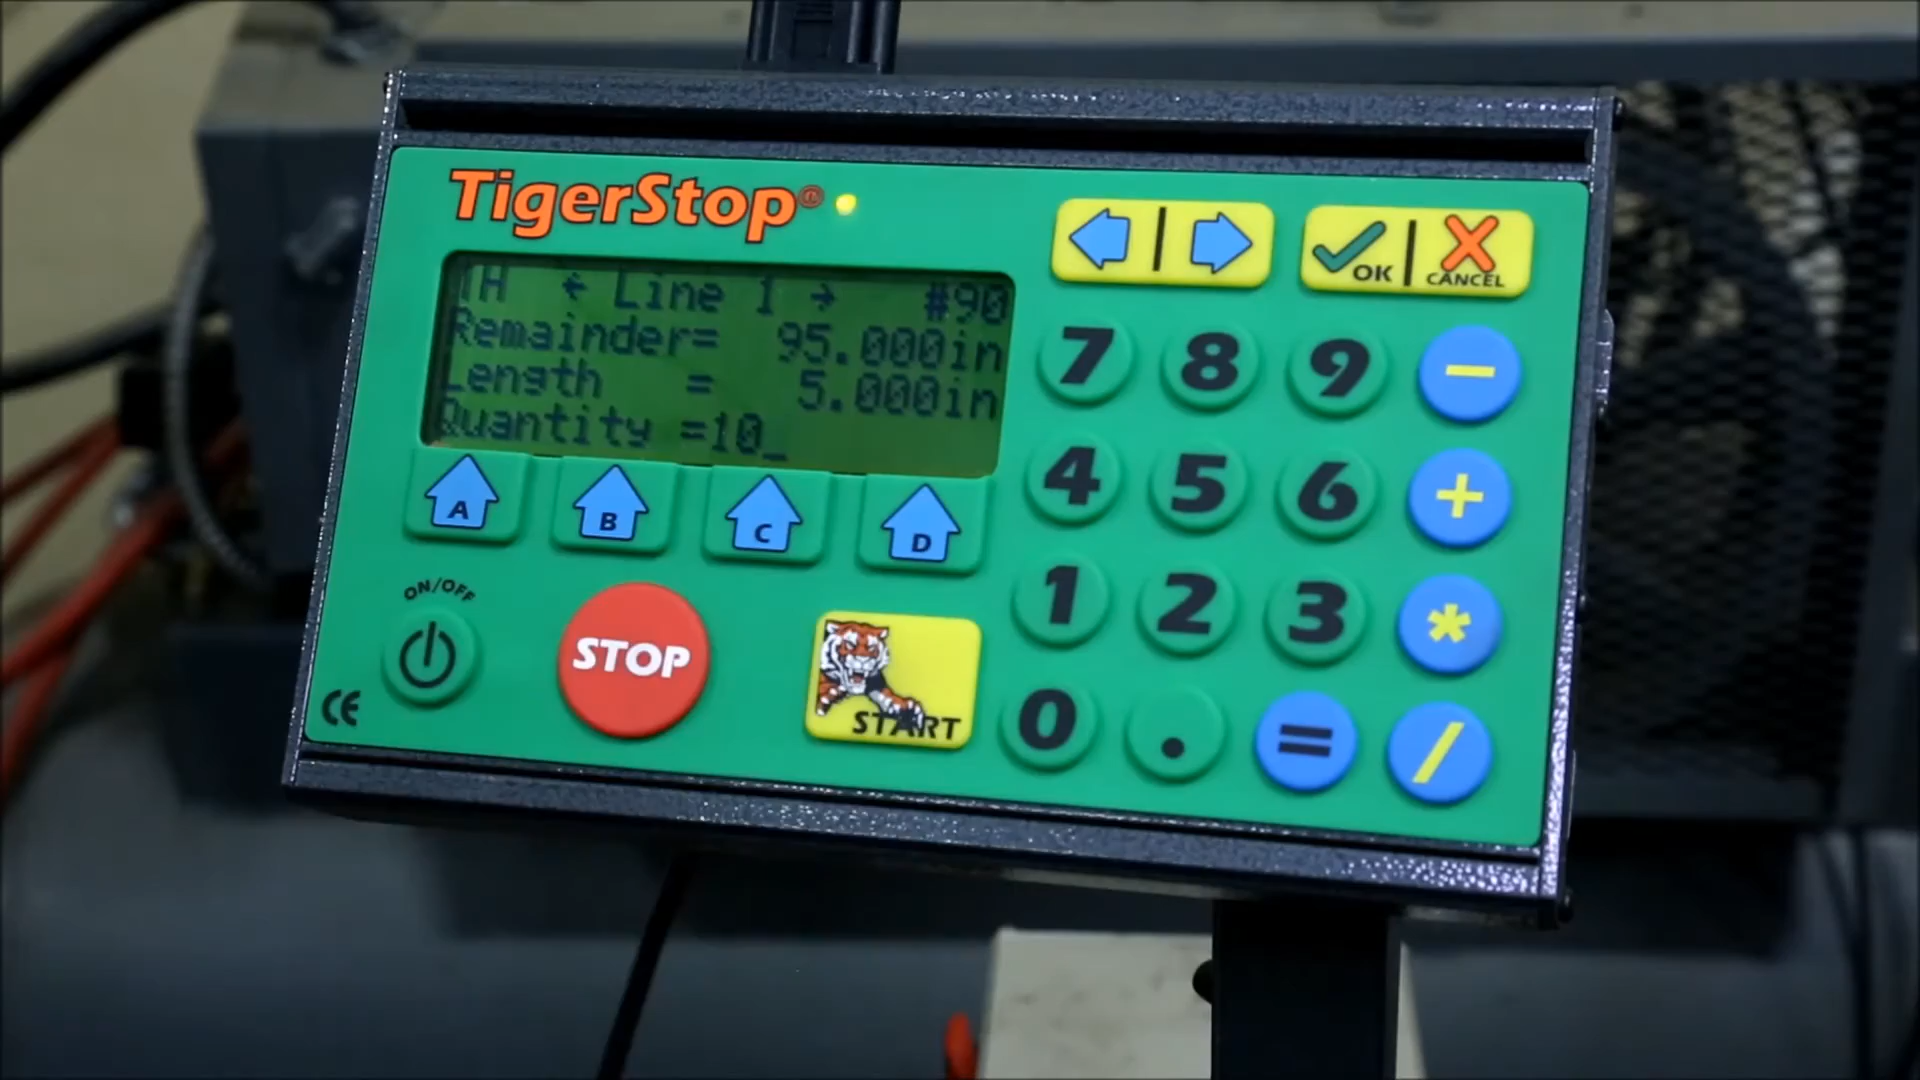 TigerStop®
TH ← Line 1 → #90
Remainder= 95.000in
Length = 5.000in
Quantity =10_
A B C D
ON/OFF
STOP
START
CE
OK CANCEL
7 8 9 −
4 5 6 +
1 2 3 *
0 . = /